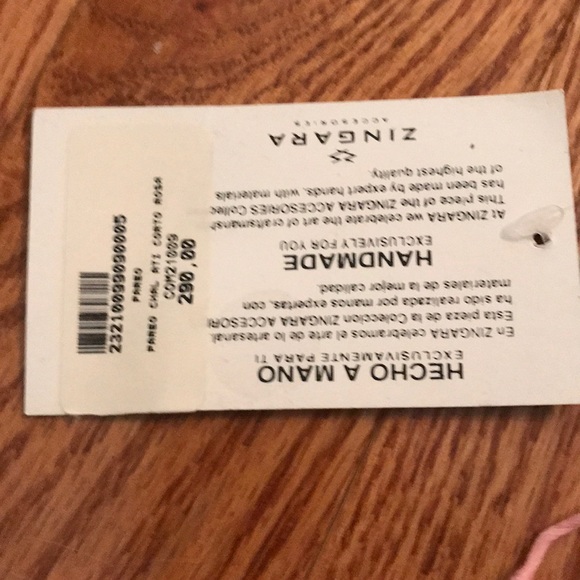 HECHO A MANO
EXCLUSIVAMENTE PARA TI
En ZINGARA celebramos el arte de lo artesanal.
Esta pieza de la Coleccion ZINGARA ACCESORI
ha sido realizada por manos expertas, con
materiales de la mejor calidad.
HANDMADE
EXCLUSIVELY FOR YOU
At ZINGARA we celebrate the art of craftsmansh
This piece of the ZINGARA ACCESORIES Collec
has been made by expert hands, with materials
of the highest quality.
ZINGARA
ACCESORIES
23210099090005
PAREO
PAREO CHAL ATI CORTO ROSA
COM21009
290,00